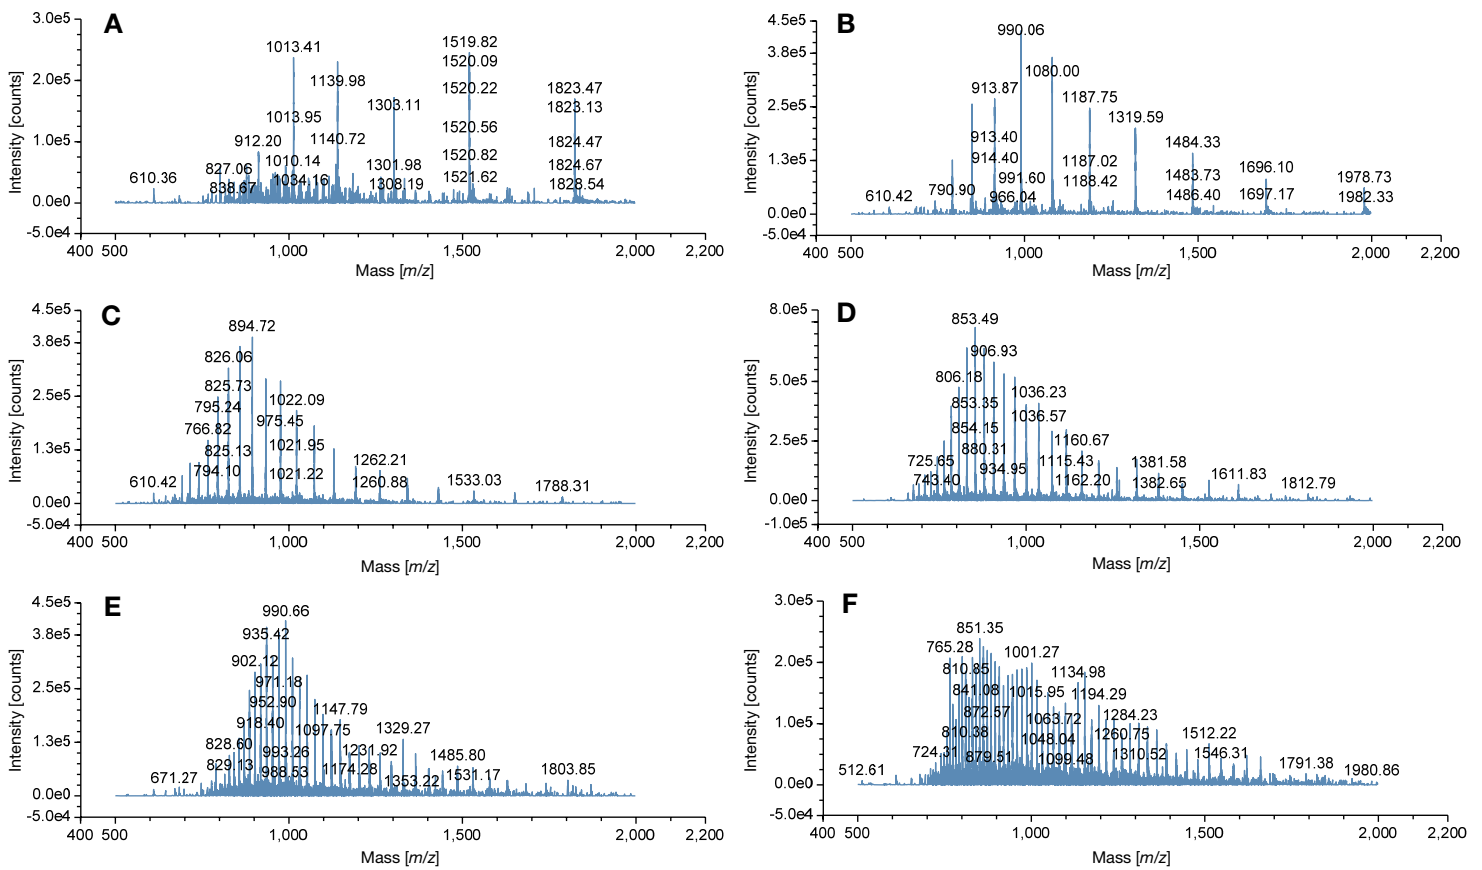 A
3.0e5
2.0e5
1.0e5
0.0e0
-5.0e4
Intensity [counts]
1519.82
1013.41
1520.09
1139.98
1520.22
1823.47
1303.11
1823.13
1013.95
1520.56
912.20
1140.72
1824.47
1010.14
1520.82
827.06
1301.98
1824.67
610.36
1034.16
1521.62
838.67
1308.19
1828.54
400 500 1,000 1,500 2,000 2,200
Mass [m/z]
B
4.5e5
3.8e5
2.5e5
1.3e5
0.0e0
-5.0e4
Intensity [counts]
990.06
1080.00
913.87
1187.75
1319.59
913.40
1484.33
914.40
1187.02
1696.10
991.60
1188.42
1483.73
1978.73
610.42
790.90
966.04
1486.40
1697.17
1982.33
400 500 1,000 1,500 2,000 2,200
Mass [m/z]
C
4.5e5
3.8e5
2.5e5
1.3e5
0.0e0
-5.0e4
Intensity [counts]
894.72
826.06
825.73
1022.09
795.24
975.45
766.82
1021.95
825.13
1262.21
794.10
1021.22
610.42
1260.88
1533.03
1788.31
400 500 1,000 1,500 2,000 2,200
Mass [m/z]
D
8.0e5
5.0e5
2.5e5
0.0e0
-1.0e5
Intensity [counts]
853.49
906.93
806.18
1036.23
853.35
1036.57
854.15
1160.67
880.31
725.65
1115.43
1381.58
934.95
1611.83
743.40
1162.20
1382.65
1812.79
400 500 1,000 1,500 2,000 2,200
Mass [m/z]
E
4.5e5
3.8e5
2.5e5
1.3e5
0.0e0
-5.0e4
Intensity [counts]
990.66
935.42
902.12
971.18
952.90
1147.79
918.40
1097.75
1329.27
828.60
993.26
1231.92
1485.80
829.13
988.53
1174.28
1531.17
671.27
1353.22
1803.85
400 500 1,000 1,500 2,000 2,200
Mass [m/z]
F
3.0e5
2.0e5
1.0e5
0.0e0
-5.0e4
Intensity [counts]
851.35
765.28
1001.27
810.85
1134.98
841.08
1015.95
1194.29
872.57
1063.72
1284.23
810.38
1048.04
1260.75
1512.22
724.31
879.51
1099.48
1310.52
1546.31
512.61
1791.38
1980.86
400 500 1,000 1,500 2,000 2,200
Mass [m/z]